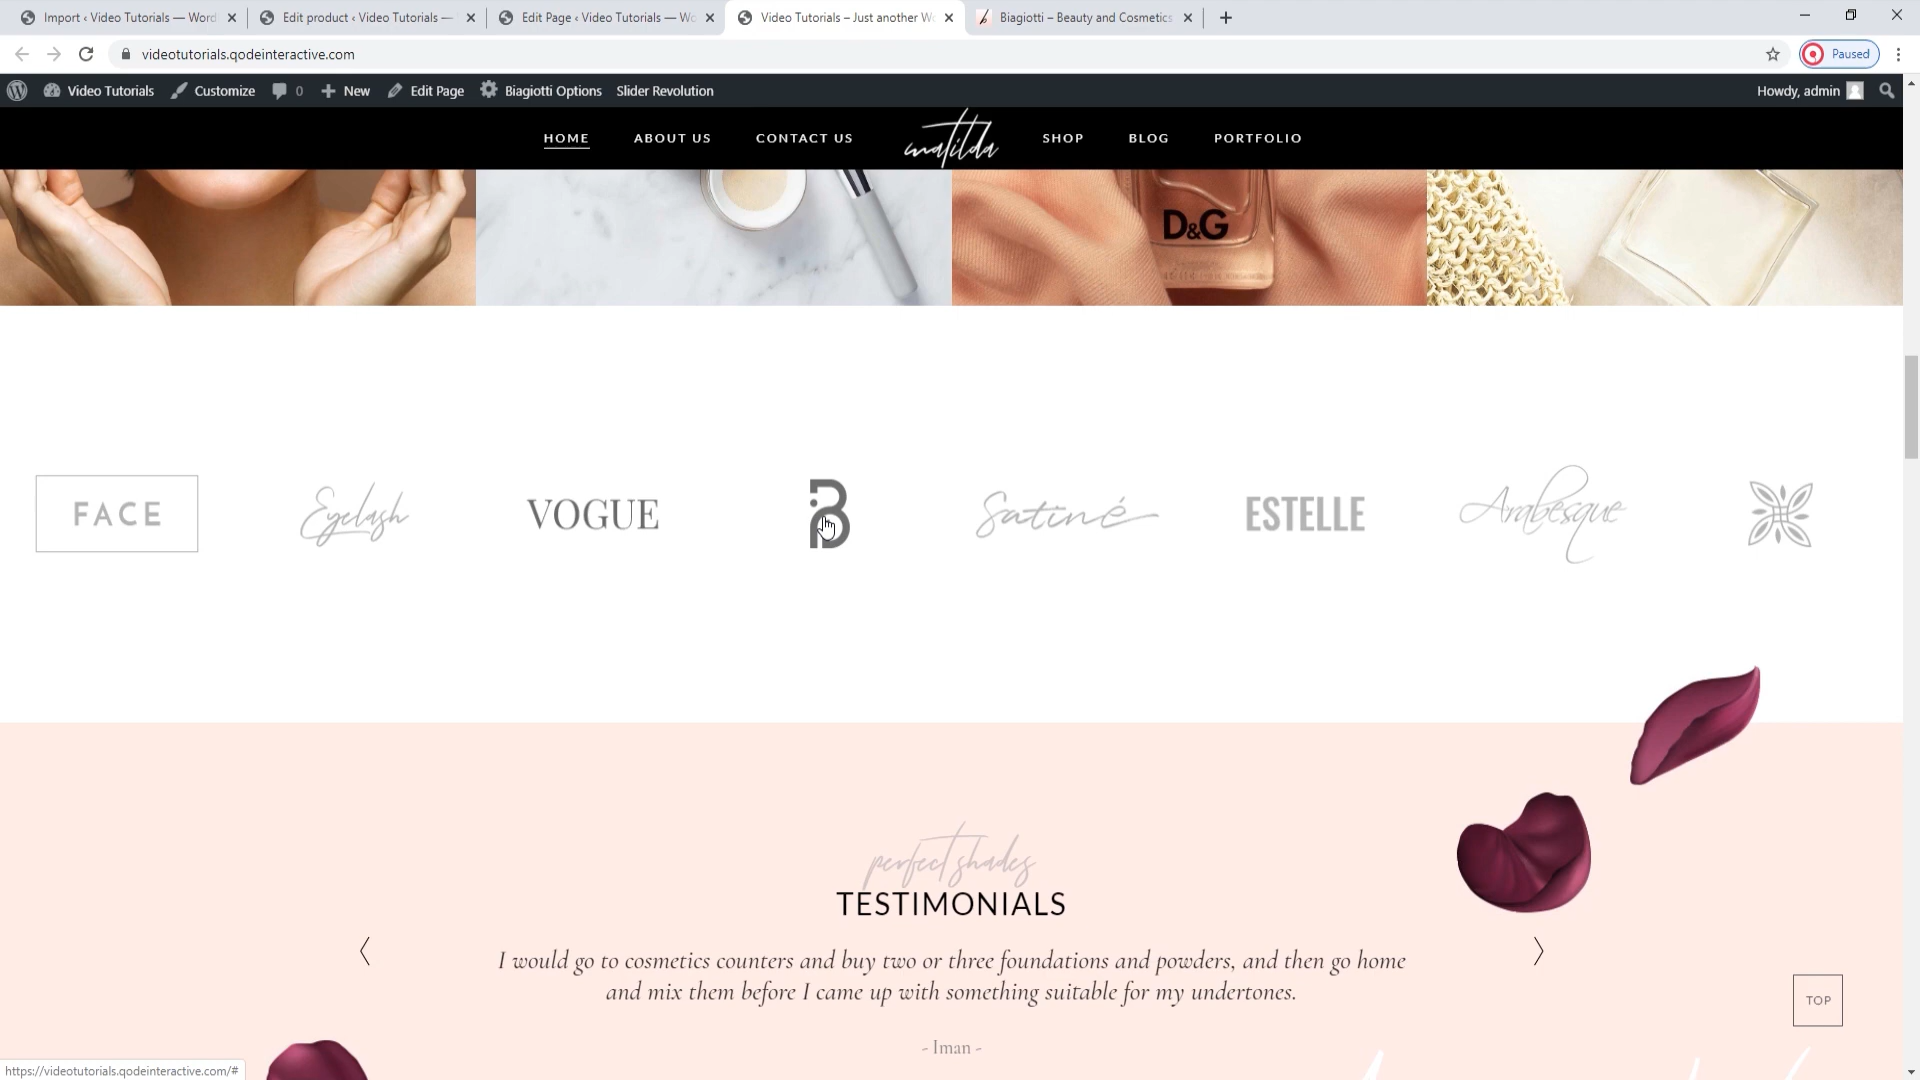 Import ‹ Video Tutorials — Word
Edit product ‹ Video Tutorials —
Edit Page ‹ Video Tutorials — Wo
Video Tutorials – Just another Wo
Biagiotti – Beauty and Cosmetics
videotutorials.qodeinteractive.com
Paused
Video Tutorials
Customize
0
New
Edit Page
Biagiotti Options
Slider Revolution
Howdy, admin
HOME
ABOUT US
CONTACT US
matilda
SHOP
BLOG
PORTFOLIO
D&G
FACE
Eyelash
VOGUE
B
Satiné
ESTELLE
Arabesque
perfect shades
TESTIMONIALS
I would go to cosmetics counters and buy two or three foundations and powders, and then go home
and mix them before I came up with something suitable for my undertones.
- Iman -
TOP
https://videotutorials.qodeinteractive.com/#